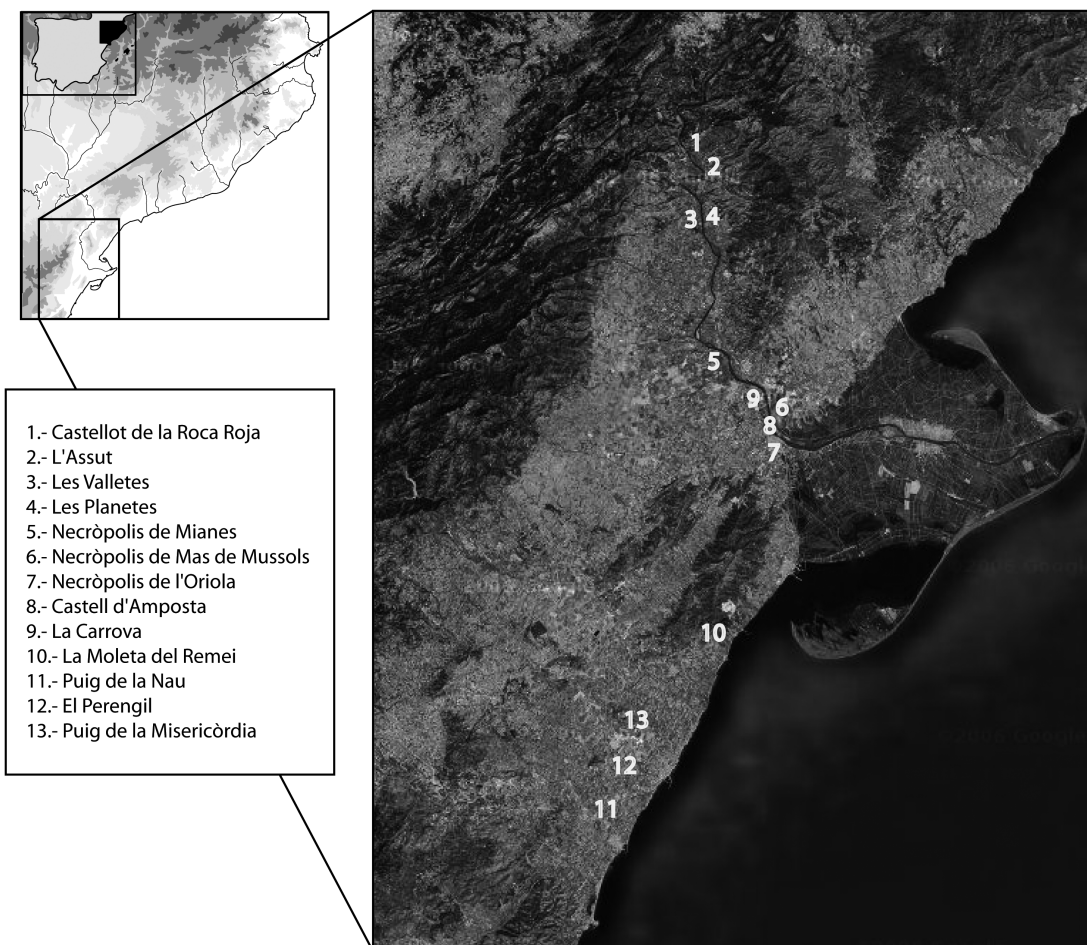 1.- Castellot de la Roca Roja
2.- L'Assut
3.- Les Valletes
4.- Les Planetes
5.- Necròpolis de Mianes
6.- Necròpolis de Mas de Mussols
7.- Necròpolis de l'Oriola
8.- Castell d'Amposta
9.- La Carrova
10.- La Moleta del Remei
11.- Puig de la Nau
12.- El Perengil
13.- Puig de la Misericòrdia
1
2
3 4
5
9 6
8
7
10
13
12
11
©2006 Google